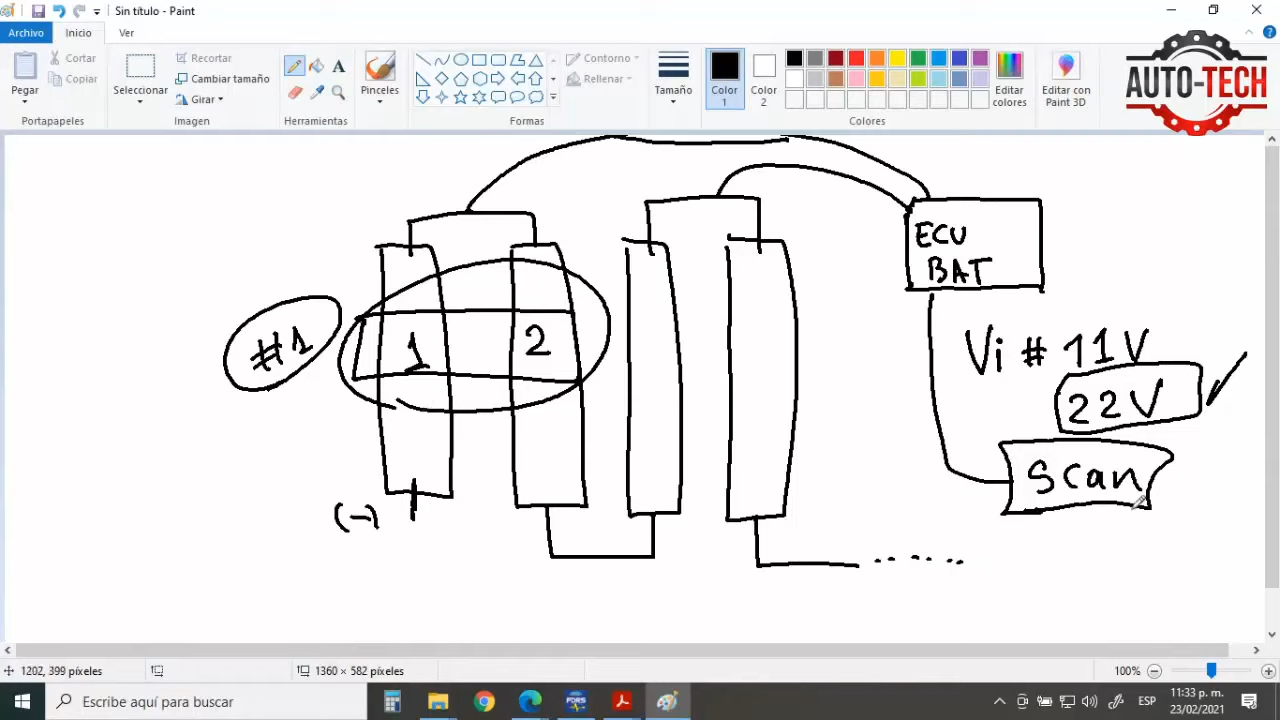 Sin título - Paint
Archivo Inicio Ver
Pegar
Cortar
Copiar
Portapapeles
Seleccionar
Recortar
Cambiar tamaño
Girar
Imagen
A
Herramientas
Pinceles
Contorno
Rellenar
Formas
Tamaño
Color 1
Color 2
Editar colores
Editar con Paint 3D
Colores
AUTO-TECH
ECU
BAT
#1
1
2
Vi # 11V
22V
Scan
(-)
......
1202, 399 píxeles
1360 × 582 píxeles
100%
Escribe aquí para buscar
FDRS
ESP
11:33 p. m.
23/02/2021